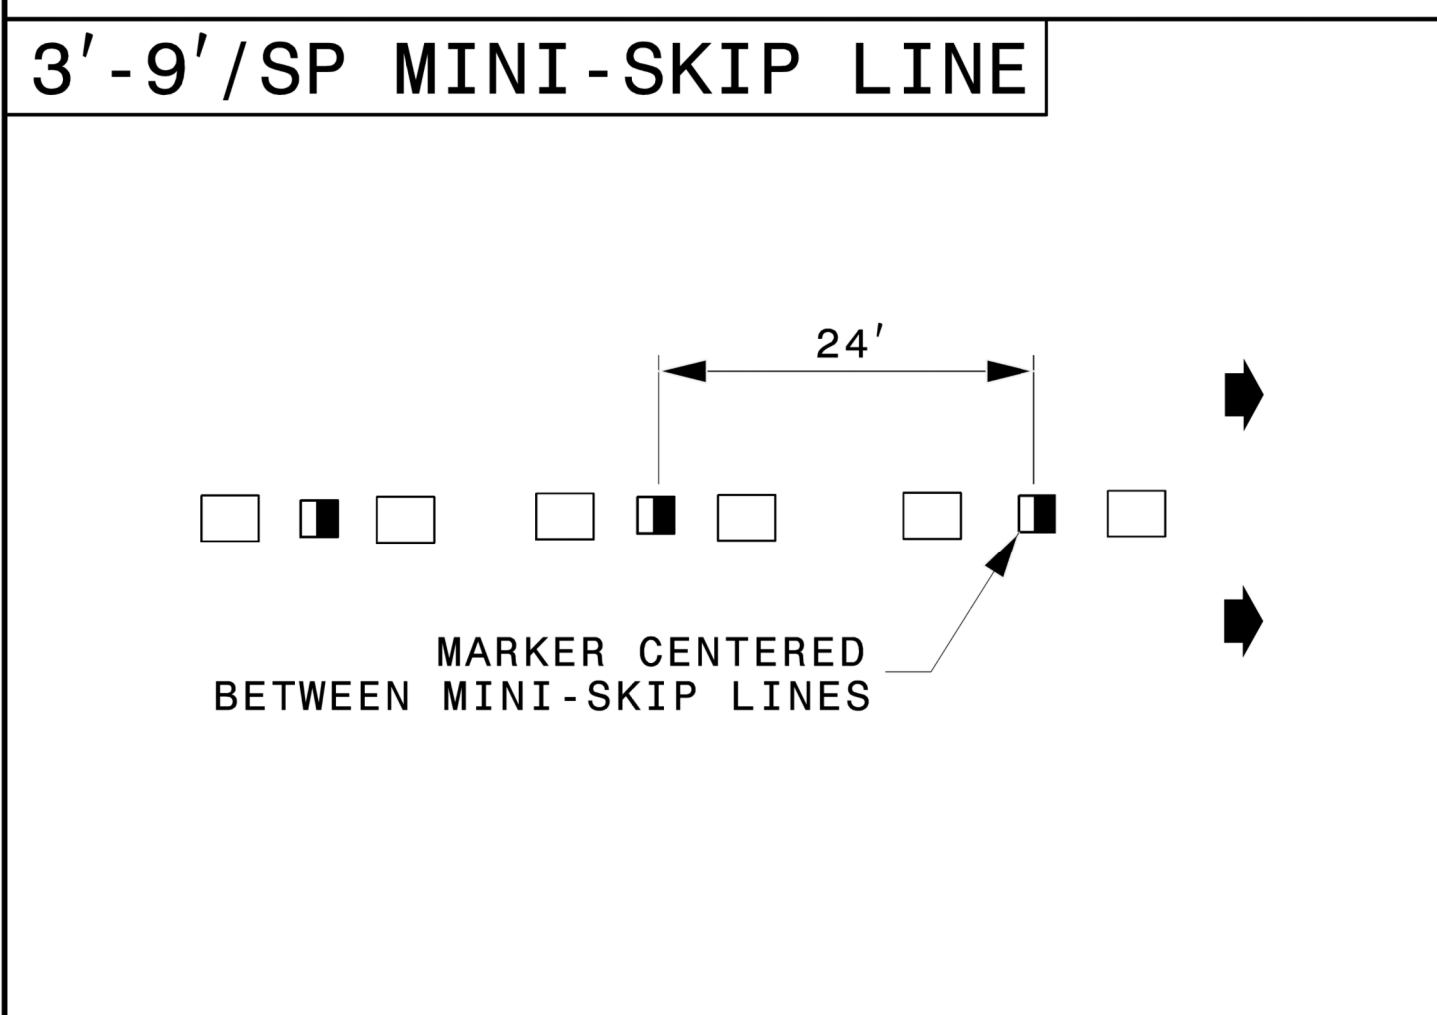 3'-9'/SP MINI-SKIP LINE
24'
MARKER CENTERED
BETWEEN MINI-SKIP LINES